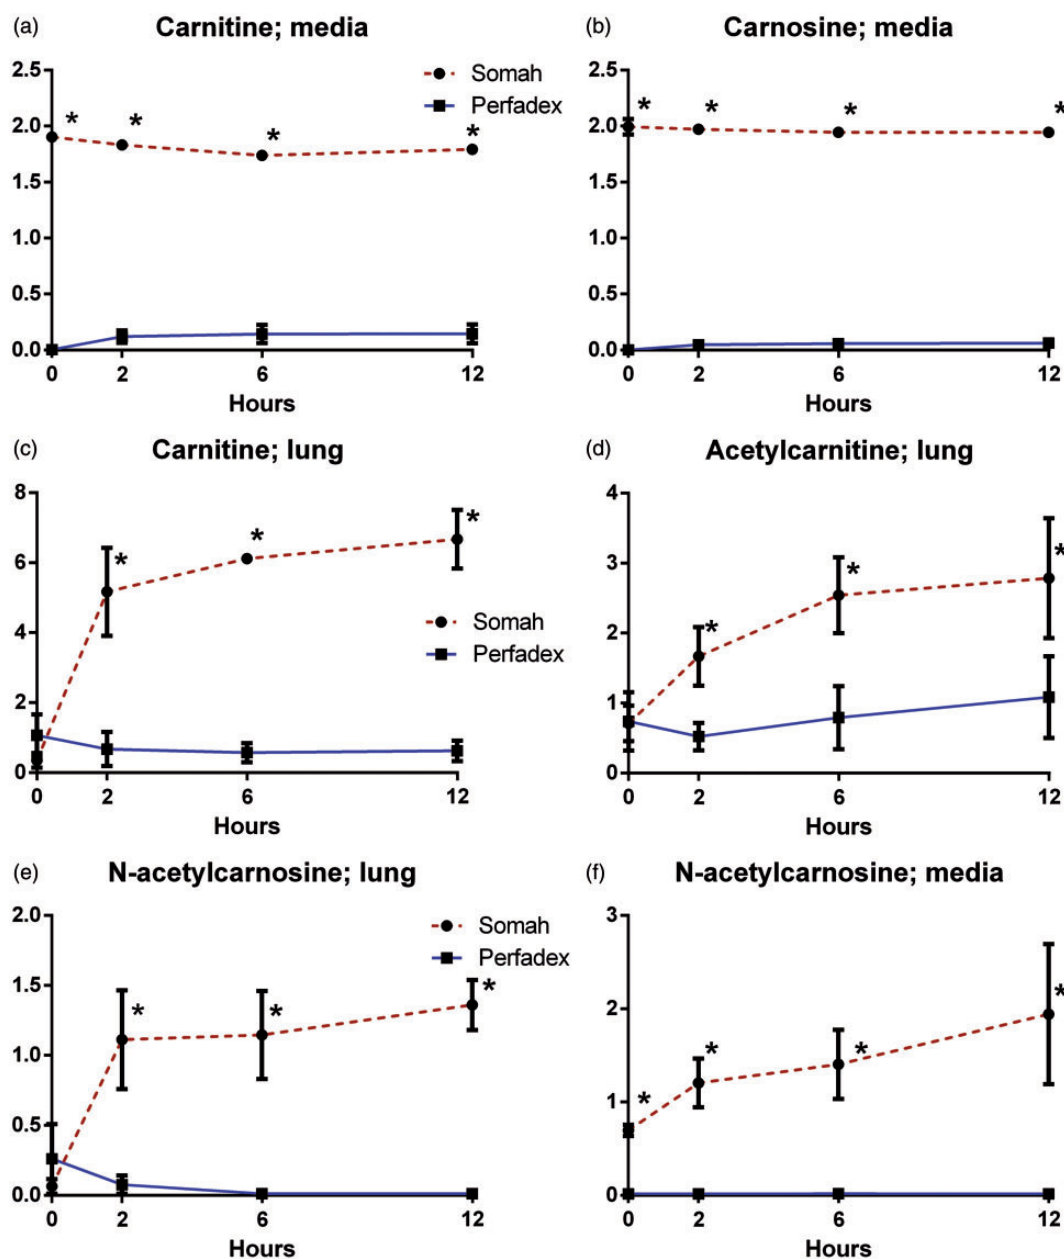 (a) Carnitine; media
2.5
2.0
1.5
1.0
0.5
0.0
* * * *
Somah
Perfadex
0 2 6 12
Hours
(b) Carnosine; media
2.5
2.0
1.5
1.0
0.5
0.0
* * * *
0 2 6 12
Hours
(c) Carnitine; lung
8
6
4
2
0
* * *
Somah
Perfadex
0 2 6 12
Hours
(d) Acetylcarnitine; lung
4
3
2
1
0
* * *
0 2 6 12
Hours
(e) N-acetylcarnosine; lung
2.0
1.5
1.0
0.5
0.0
* * *
Somah
Perfadex
0 2 6 12
Hours
(f) N-acetylcarnosine; media
3
2
1
0
* * * *
0 2 6 12
Hours